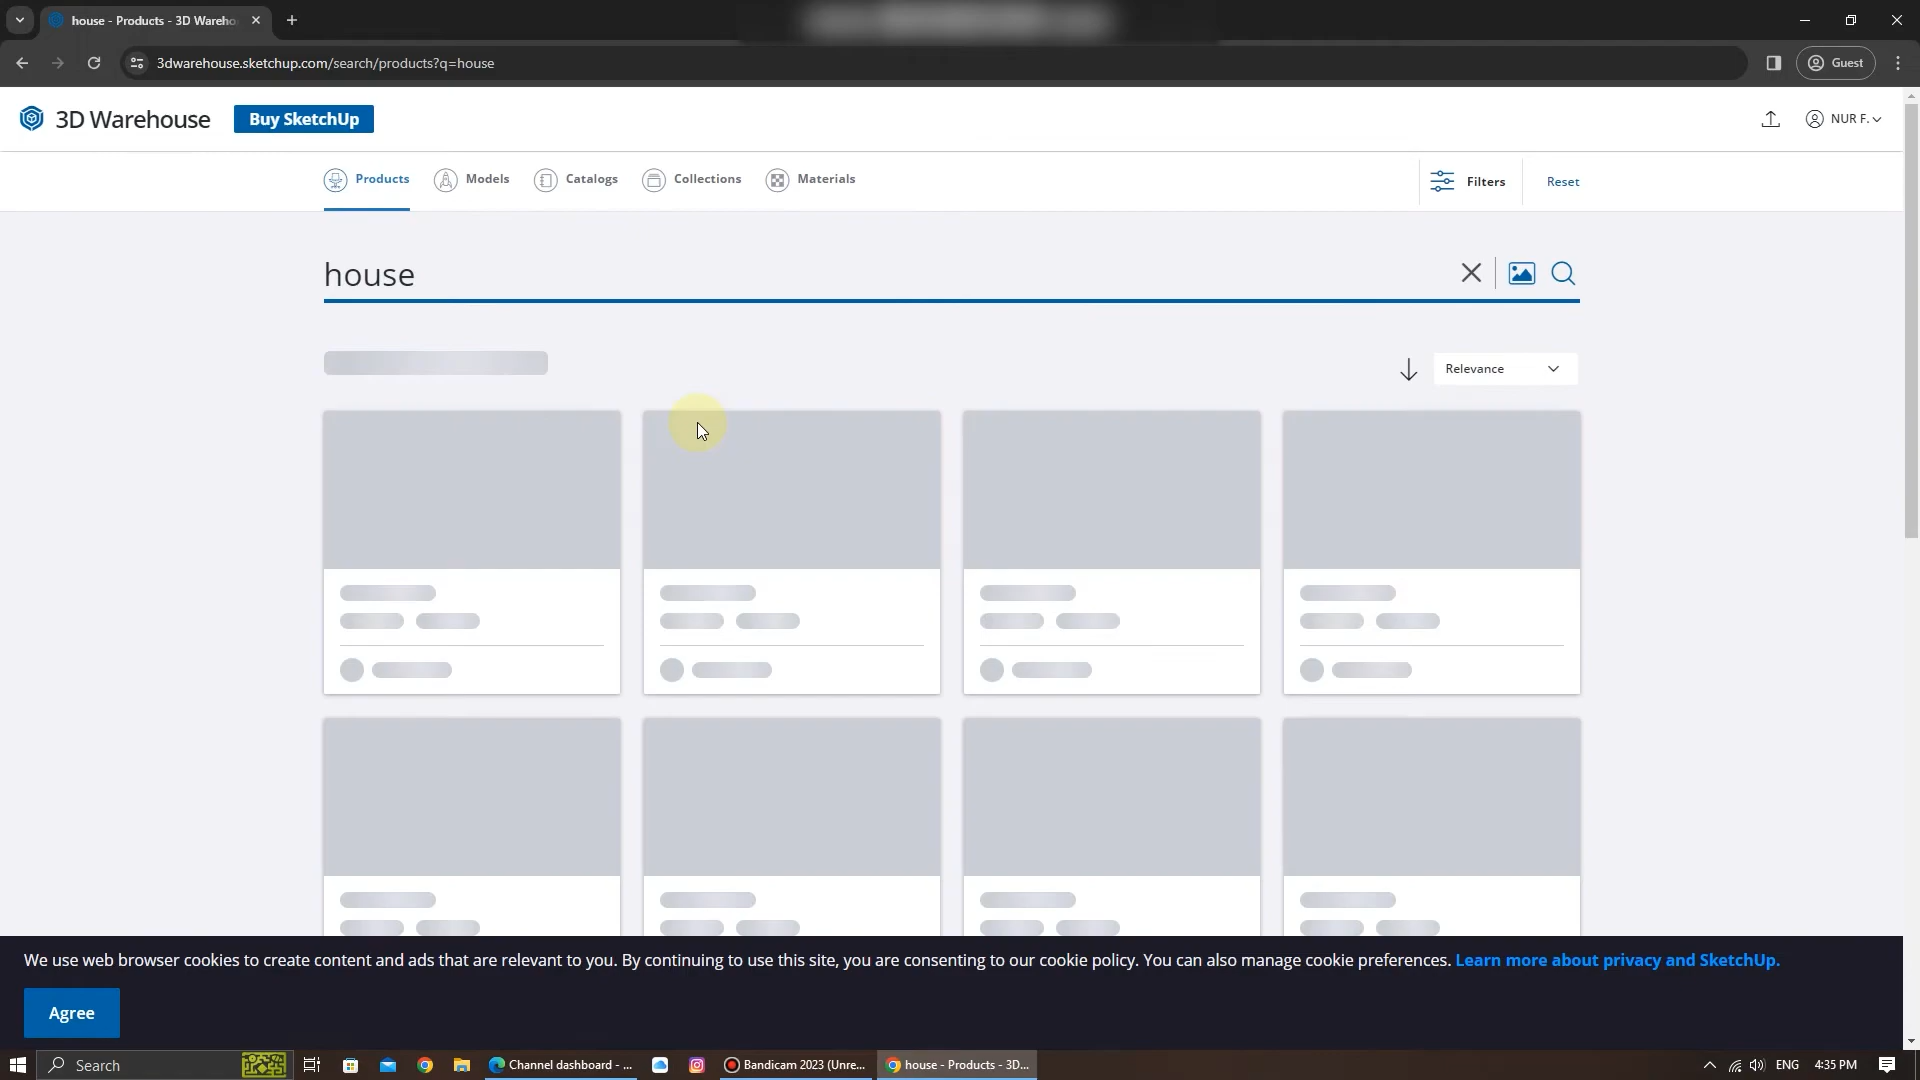 house - Products - 3D Wareho
3dwarehouse.sketchup.com/search/products?q=house
Guest
3D Warehouse
Buy SketchUp
NUR F.
Products
Models
Catalogs
Collections
Materials
Filters
Reset
house
Relevance
We use web browser cookies to create content and ads that are relevant to you. By continuing to use this site, you are consenting to our cookie policy. You can also manage cookie preferences. Learn more about privacy and SketchUp.
Agree
Search
Channel dashboard - ...
Bandicam 2023 (Unre...
house - Products - 3D...
ENG
4:35 PM